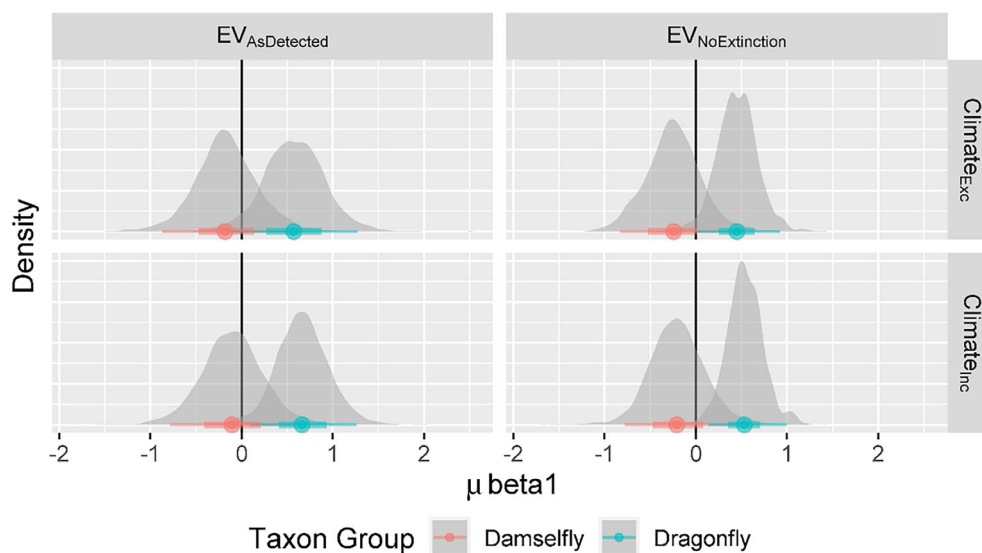 EVAsDetected EVNoExtinction
ClimateExc
ClimateInc
Density
-2 -1 0 1 2 -2 -1 0 1 2
μ beta1
Taxon Group Damselfly Dragonfly